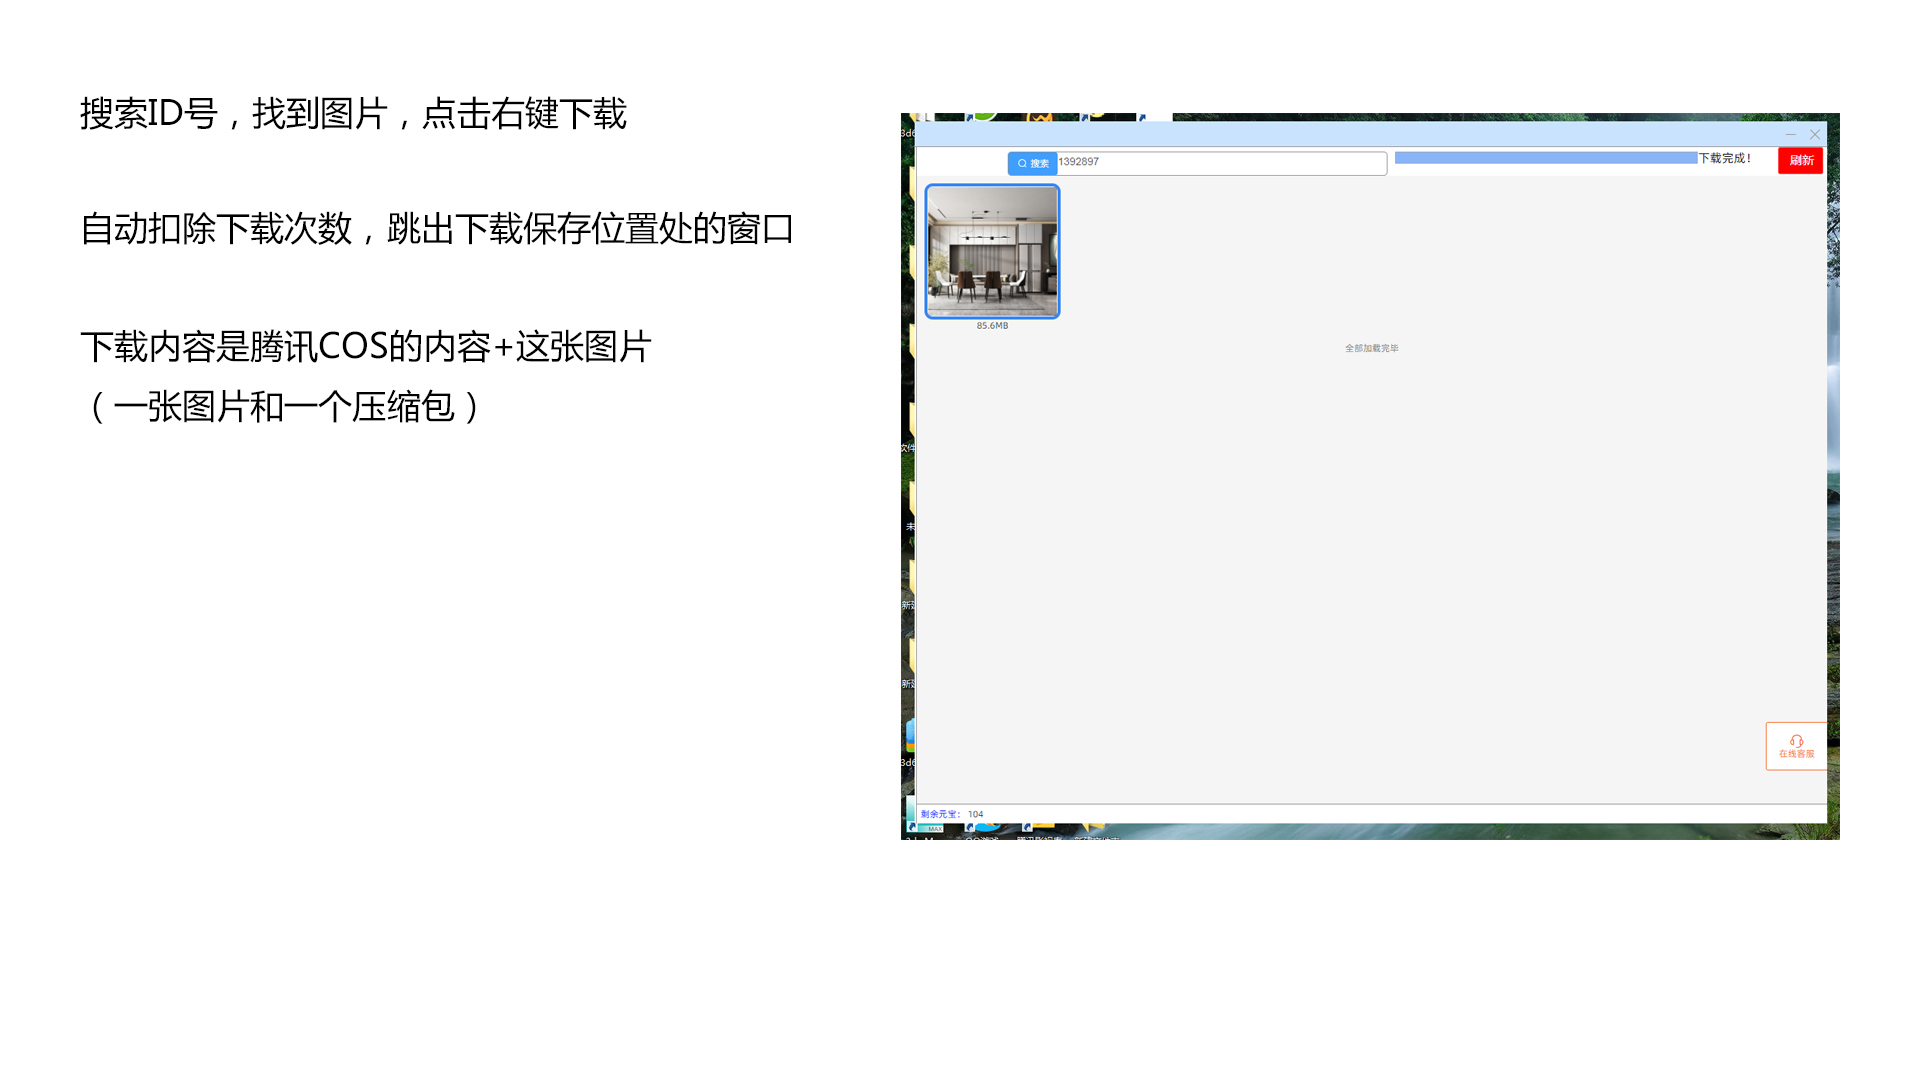 搜索ID号，找到图片，点击右键下载
自动扣除下载次数，跳出下载保存位置处的窗口
下载内容是腾讯COS的内容+这张图片
（一张图片和一个压缩包）
搜索
1392897
下载完成！
刷新
85.6MB
全部加载完毕
在线客服
剩余元宝： 104
MAX